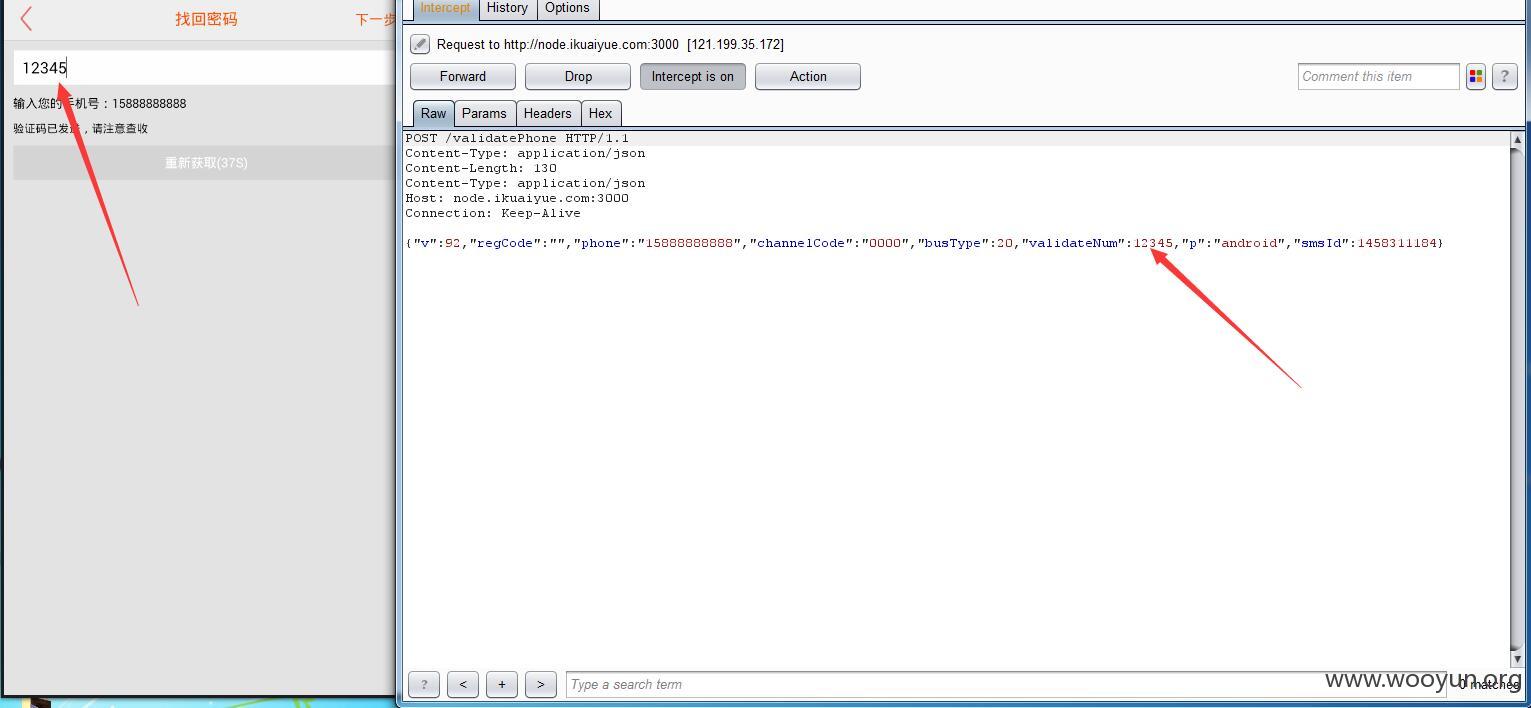 找回密码
下一步
12345
输入您的手机号：15888888888
验证码已发送，请注意查收
重新获取(37S)
Intercept History Options
Request to http://node.ikuaiyue.com:3000 [121.199.35.172]
Forward Drop Intercept is on Action Comment this item ?
Raw Params Headers Hex
POST /validatePhone HTTP/1.1
Content-Type: application/json
Content-Length: 130
Content-Type: application/json
Host: node.ikuaiyue.com:3000
Connection: Keep-Alive
{"v":92,"regCode":"","phone":"15888888888","channelCode":"0000","busType":20,"validateNum":12345,"p":"android","smsId":1458311184}
? < + > Type a search term 0 matches
www.wooyun.org